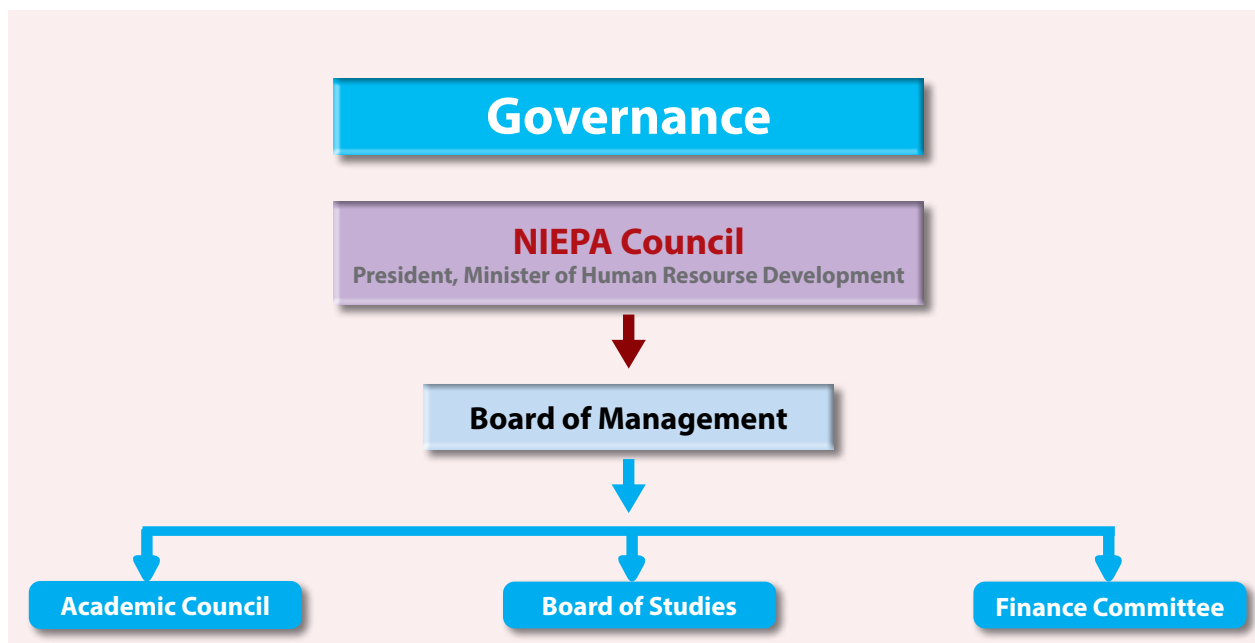 Governance
NIEPA Council
President, Minister of Human Resourse Development
Board of Management
Academic Council
Board of Studies
Finance Committee